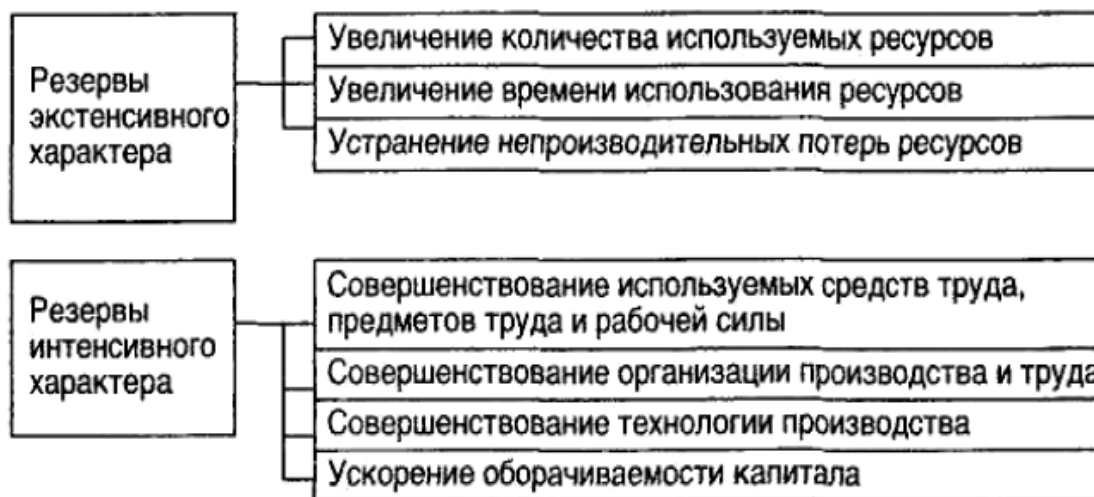 Резервы
экстенсивного
характера
Увеличение количества используемых ресурсов
Увеличение времени использования ресурсов
Устранение непроизводительных потерь ресурсов
Резервы
интенсивного
характера
Совершенствование используемых средств труда,
предметов труда и рабочей силы
Совершенствование организации производства и труда
Совершенствование технологии производства
Ускорение оборачиваемости капитала